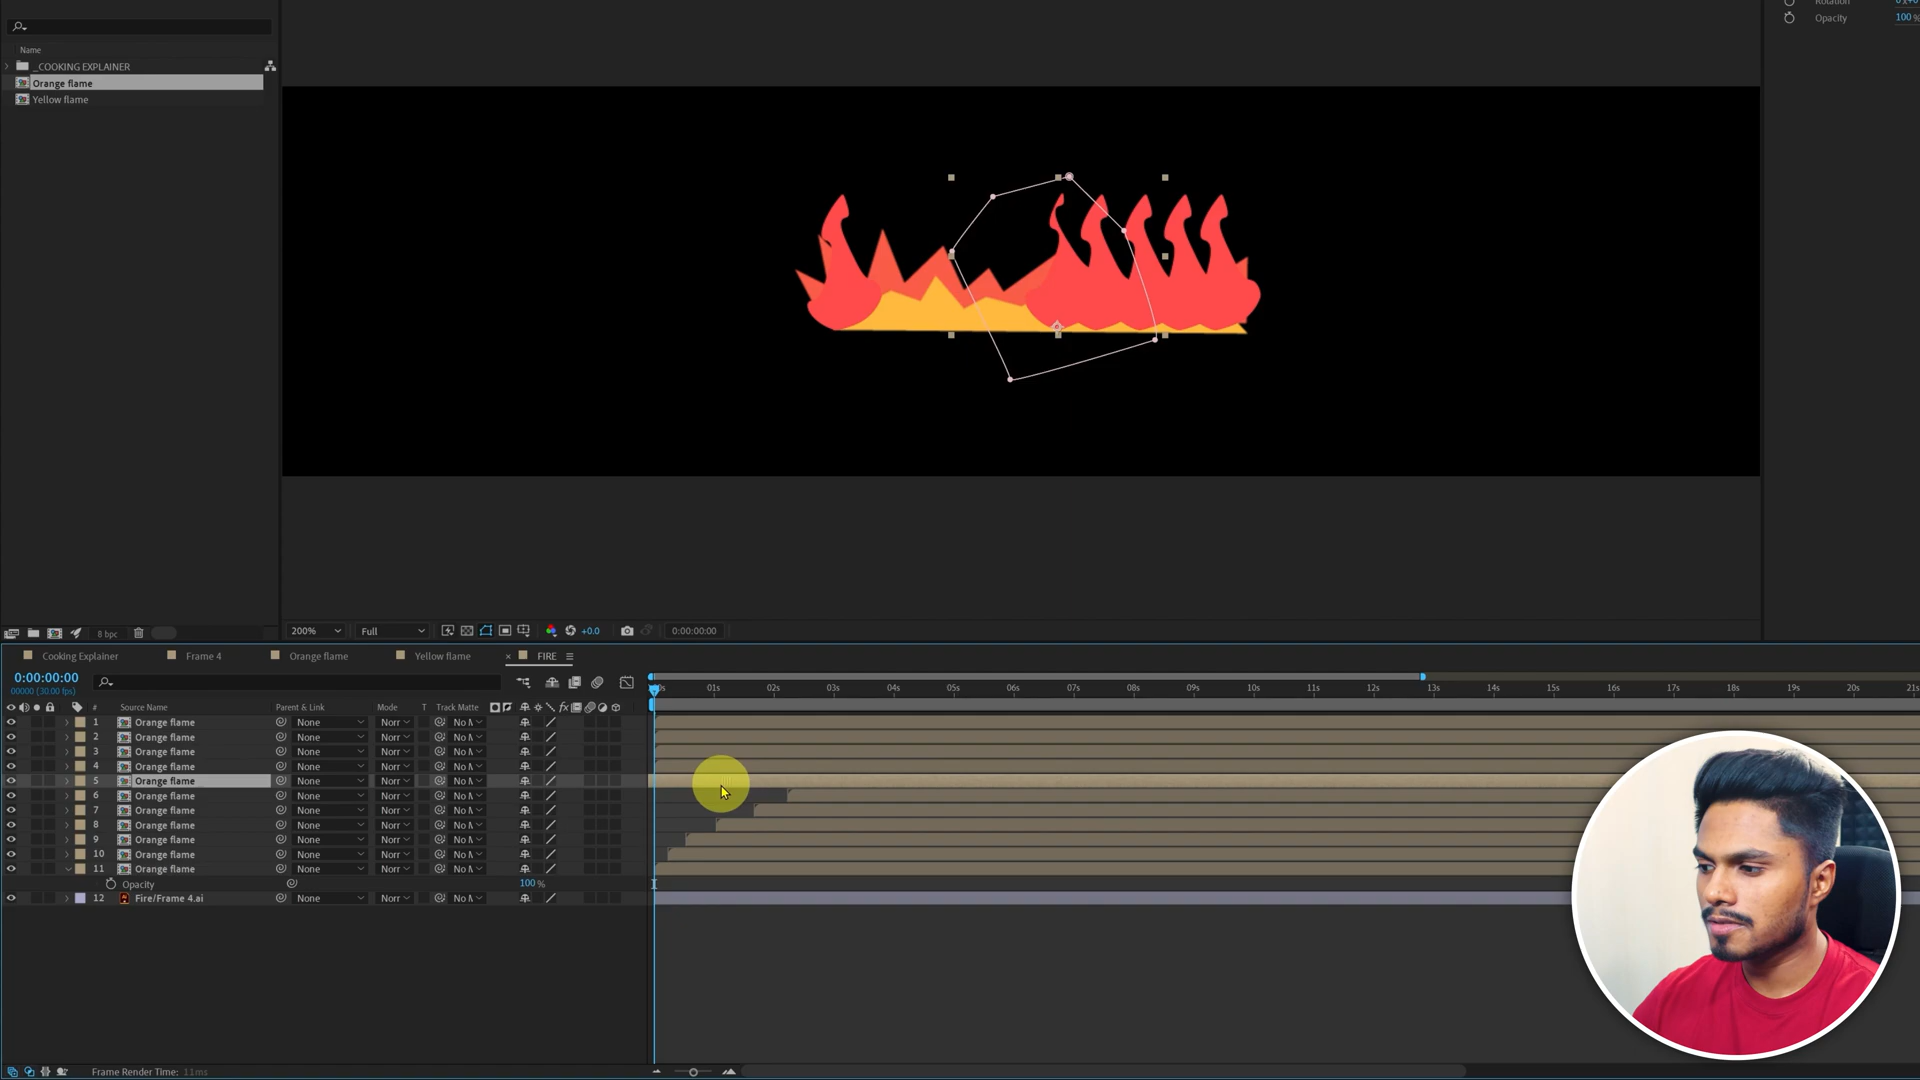 Rotation
Opacity 100 %
Name
_COOKING EXPLAINER
Orange flame
Yellow flame
8 bpc
200% Full +0.0 0:00:00:00
Cooking Explainer Frame 4 Orange flame Yellow flame × FIRE
0:00:00:00
00000 (30.00 fps)
01s 02s 03s 04s 05s 06s 07s 08s 09s 10s 11s 12s 13s 14s 15s 16s 17s 18s 19s 20s 21s
# Source Name Parent & Link Mode T Track Matte
1 Orange flame None Norr No M
2 Orange flame None Norr No M
3 Orange flame None Norr No M
4 Orange flame None Norr No M
5 Orange flame None Norr No M
6 Orange flame None Norr No M
7 Orange flame None Norr No M
8 Orange flame None Norr No M
9 Orange flame None Norr No M
10 Orange flame None Norr No M
11 Orange flame None Norr No M
Opacity 100 %
12 Fire/Frame 4.ai None Norr No M
Frame Render Time: 11ms